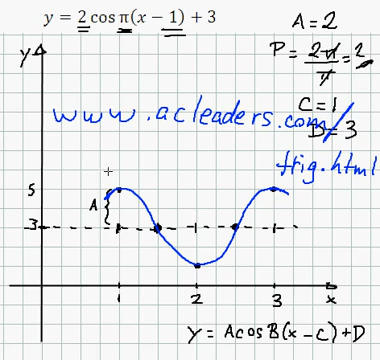 y = 2 cos π(x − 1) + 3
A = 2
P = 2π/π = 2
C = 1
D = 3
www.acleaders.com/
trig.html
y
5
A
3
1 2 3 x
y = A cos B(x − C) + D